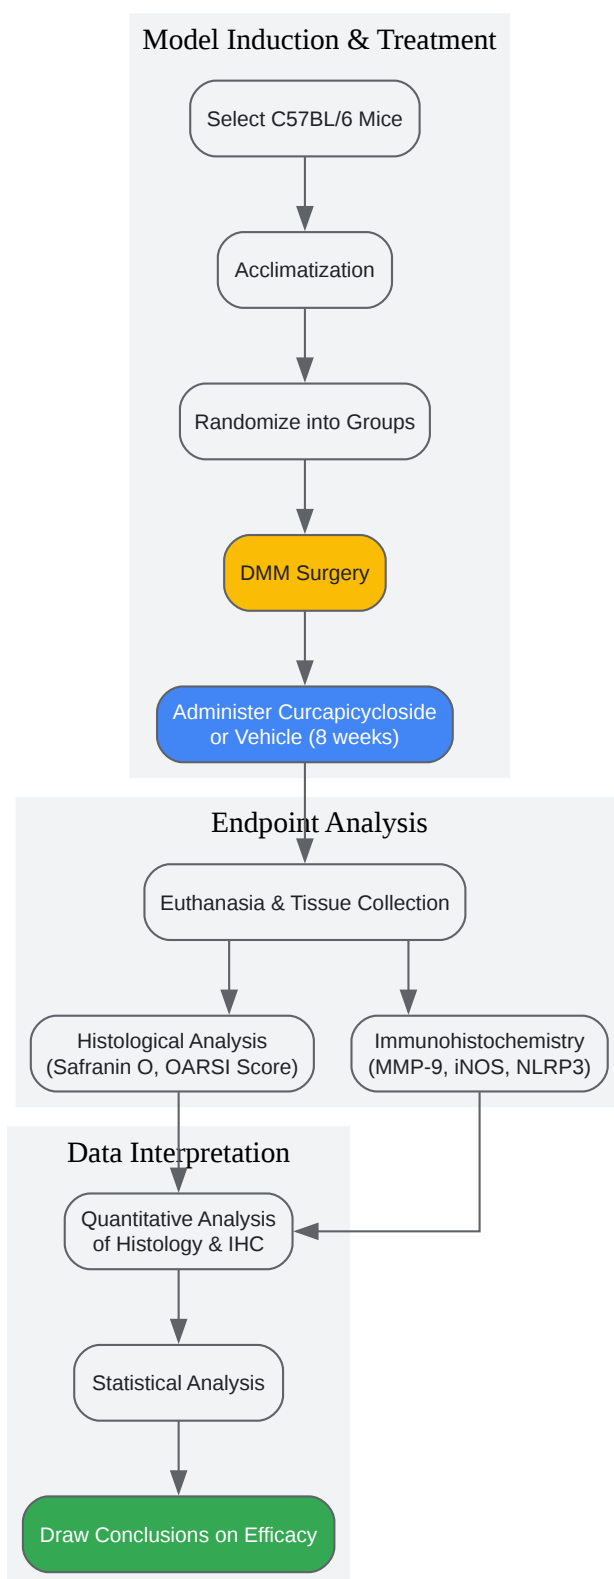 Model Induction & Treatment
Select C57BL/6 Mice
Acclimatization
Randomize into Groups
DMM Surgery
Administer Curcapicycloside
or Vehicle (8 weeks)
Endpoint Analysis
Euthanasia & Tissue Collection
Histological Analysis
(Safranin O, OARSI Score)
Immunohistochemistry
(MMP-9, iNOS, NLRP3)
Data Interpretation
Quantitative Analysis
of Histology & IHC
Statistical Analysis
Draw Conclusions on Efficacy